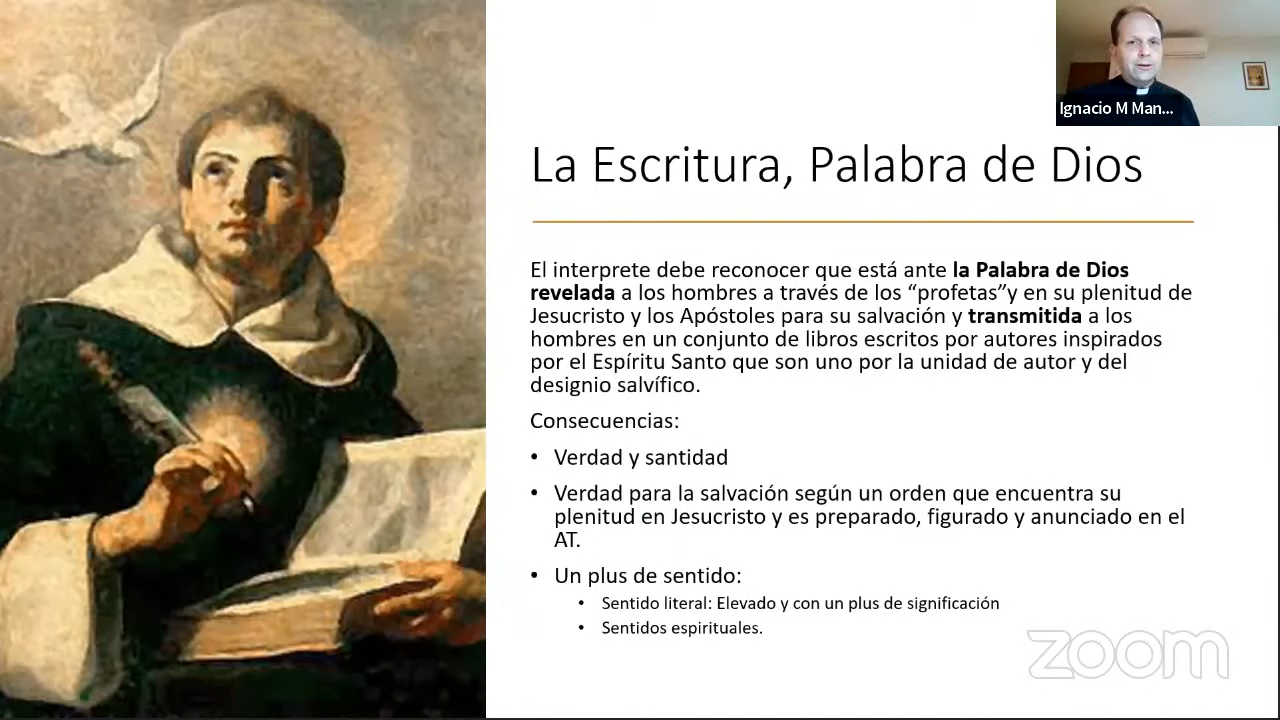 Ignacio M Man...
La Escritura, Palabra de Dios
El interprete debe reconocer que está ante la Palabra de Dios
revelada a los hombres a través de los “profetas”y en su plenitud de
Jesucristo y los Apóstoles para su salvación y transmitida a los
hombres en un conjunto de libros escritos por autores inspirados
por el Espíritu Santo que son uno por la unidad de autor y del
designio salvífico.
Consecuencias:
• Verdad y santidad
• Verdad para la salvación según un orden que encuentra su
plenitud en Jesucristo y es preparado, figurado y anunciado en el
AT.
• Un plus de sentido:
• Sentido literal: Elevado y con un plus de significación
• Sentidos espirituales.
zoom